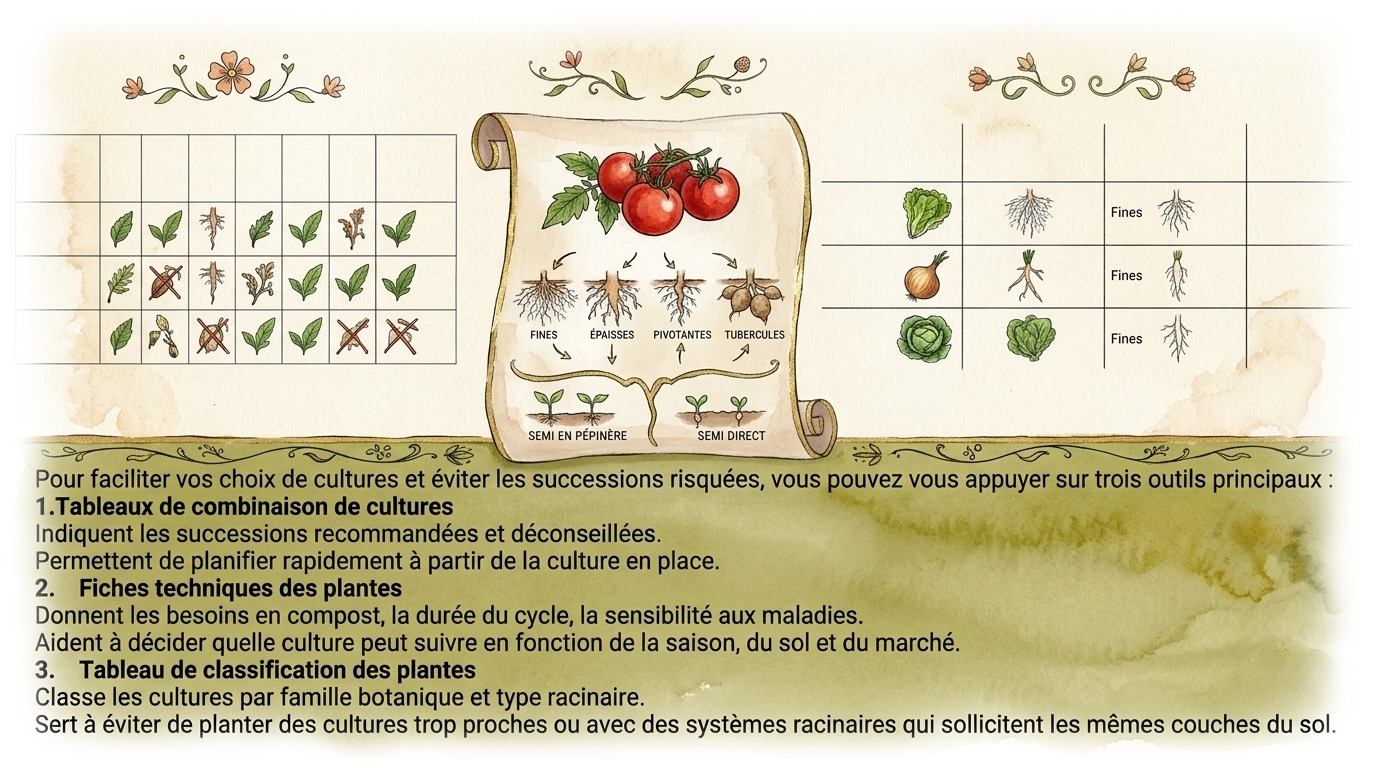 FINES ÉPAISSES PIVOTANTES TUBERCULES
SEMI EN PÉPINÈRE SEMI DIRECT
Fines
Fines
Fines
Pour faciliter vos choix de cultures et éviter les successions risquées, vous pouvez vous appuyer sur trois outils principaux :
1.Tableaux de combinaison de cultures
Indiquent les successions recommandées et déconseillées.
Permettent de planifier rapidement à partir de la culture en place.
2. Fiches techniques des plantes
Donnent les besoins en compost, la durée du cycle, la sensibilité aux maladies.
Aident à décider quelle culture peut suivre en fonction de la saison, du sol et du marché.
3. Tableau de classification des plantes
Classe les cultures par famille botanique et type racinaire.
Sert à éviter de planter des cultures trop proches ou avec des systèmes racinaires qui sollicitent les mêmes couches du sol.